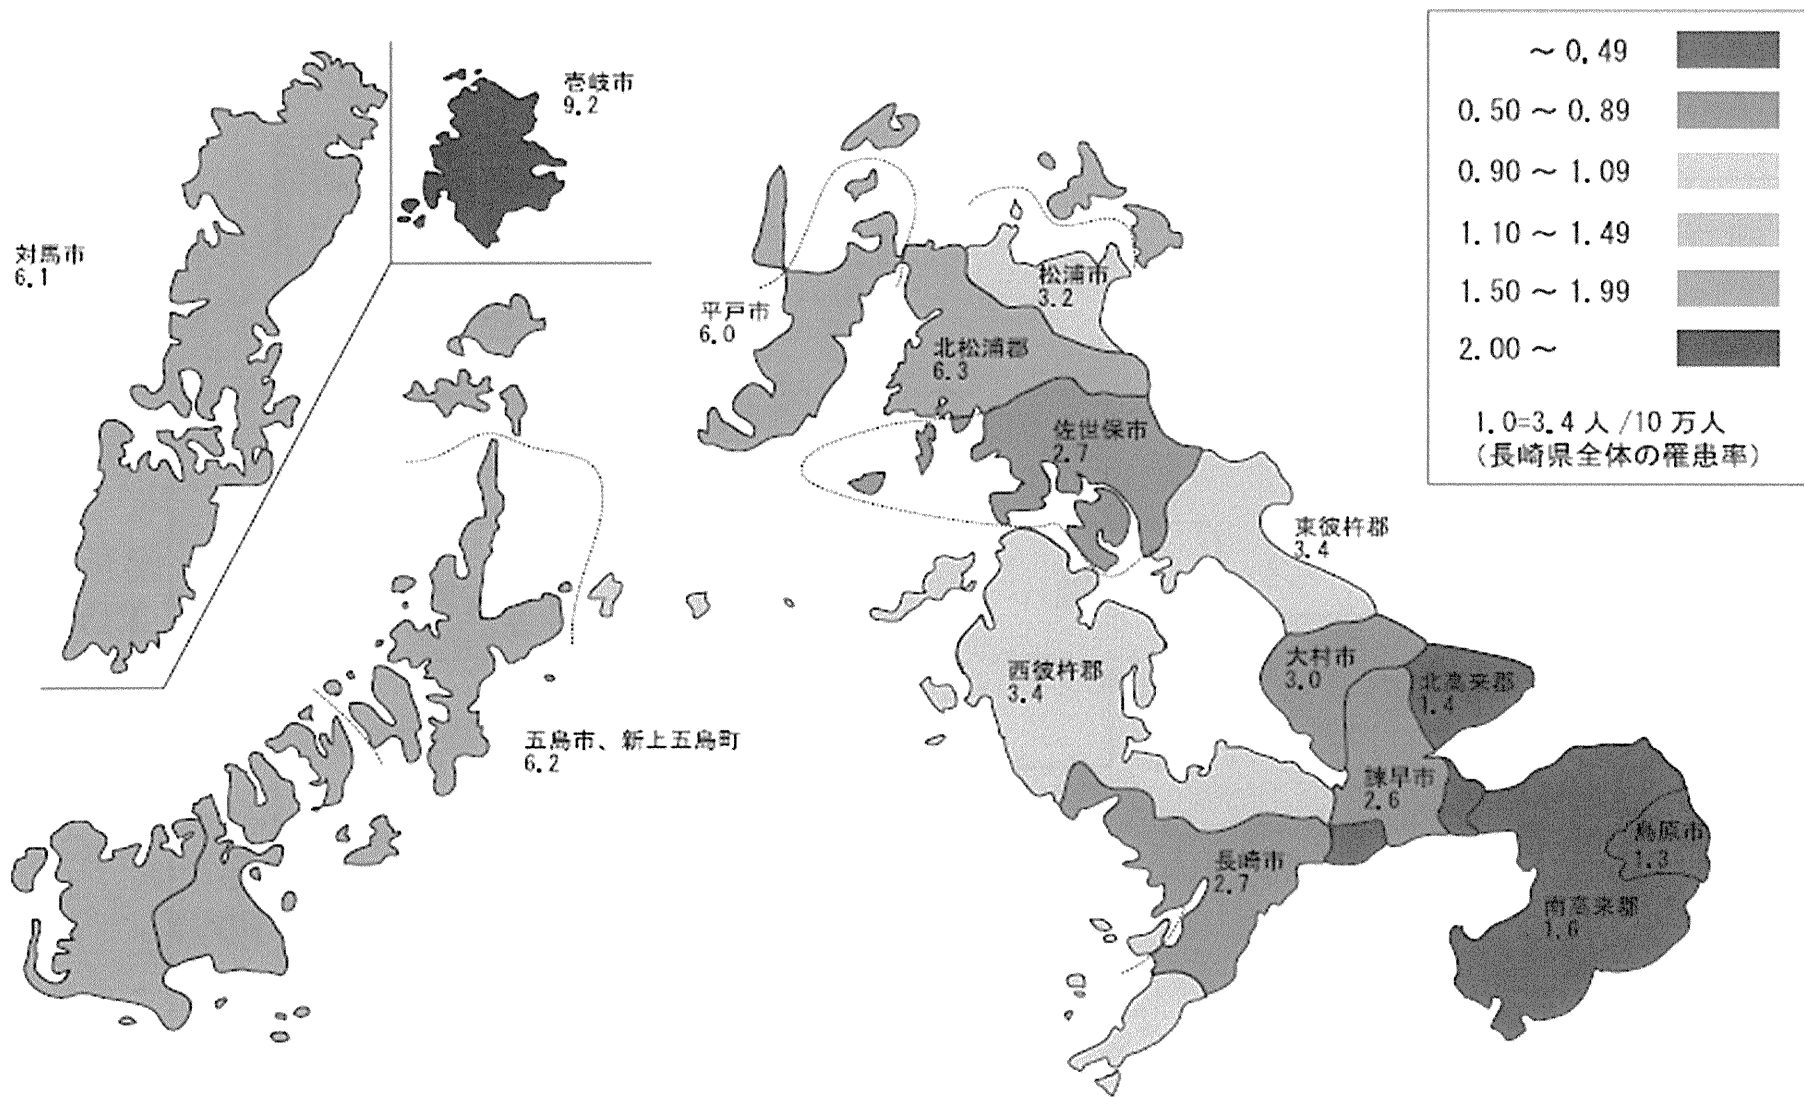 壱岐市
9.2
対馬市
6.1
松浦市
3.2
平戸市
6.0
北松浦郡
6.3
佐世保市
2.7
東彼杵郡
3.4
西彼杵郡
3.4
大村市
3.0
北高来郡
1.4
五島市、新上五島町
6.2
諫早市
2.6
島原市
1.3
長崎市
2.7
南高来郡
1.6
～0.49
0.50～0.89
0.90～1.09
1.10～1.49
1.50～1.99
2.00～
1.0=3.4人/10万人
（長崎県全体の罹患率）